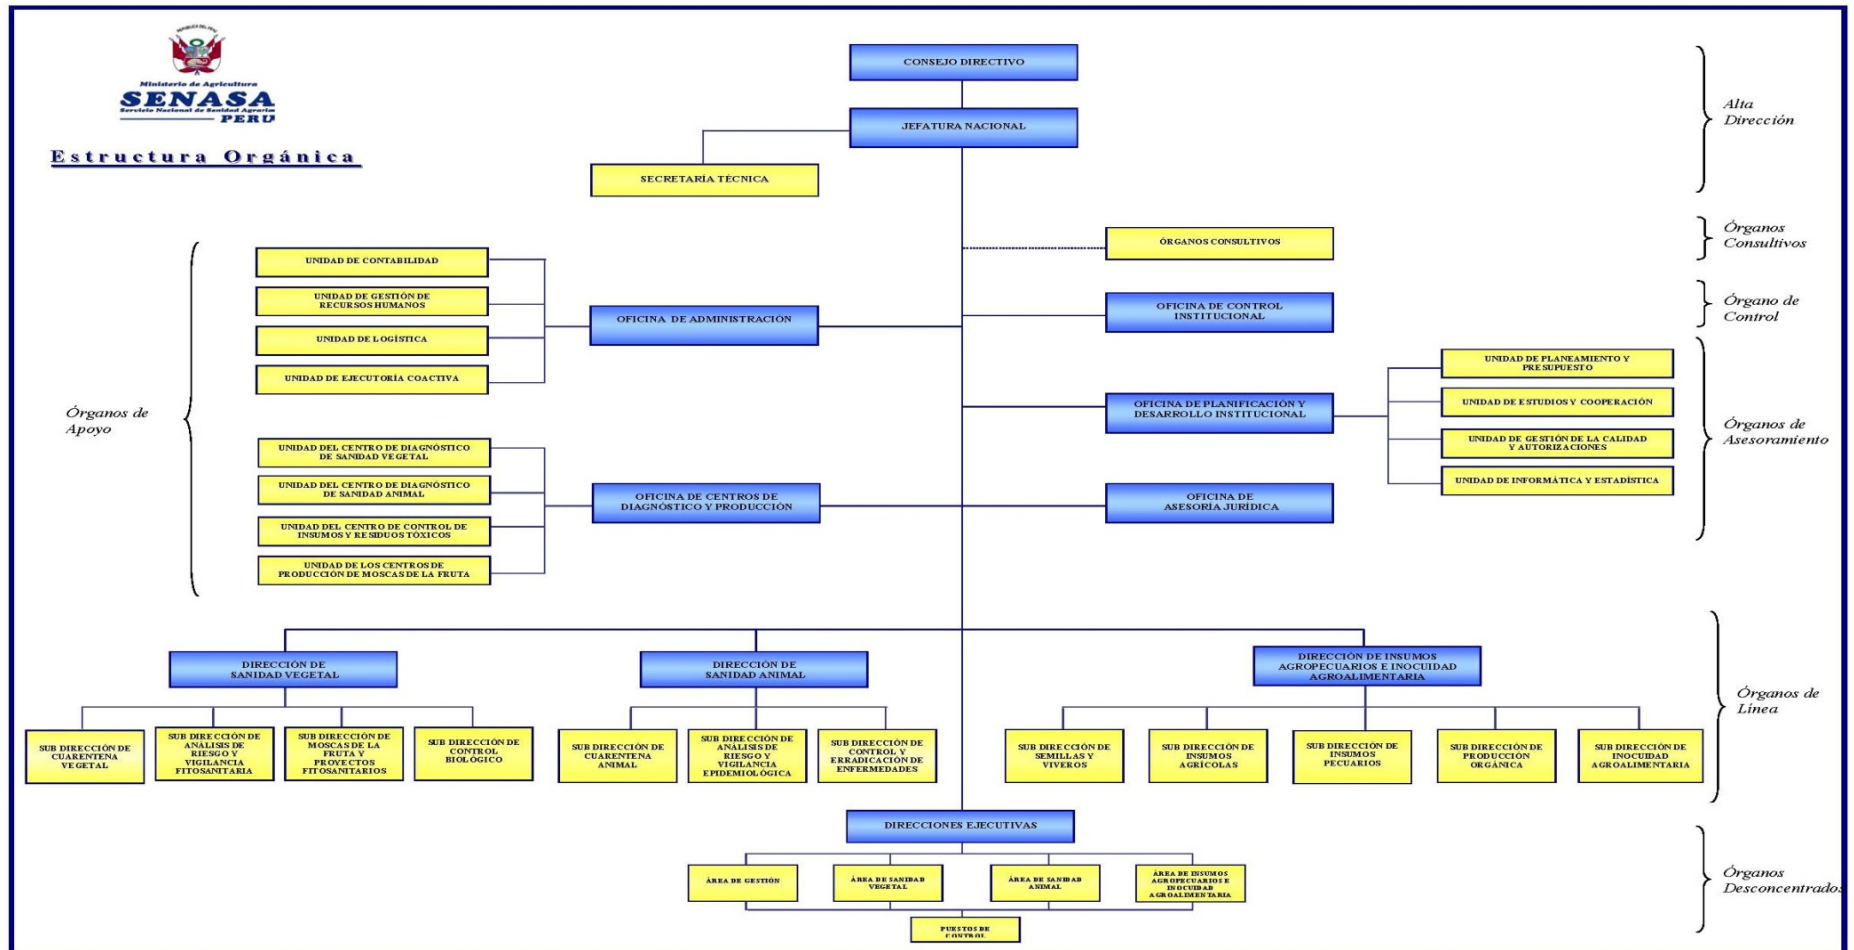 REPUBLICA DEL PERU
Ministerio de Agricultura
SENASA
Servicio Nacional de Sanidad Agraria
PERU
Estructura Orgánica
CONSEJO DIRECTIVO
JEFATURA NACIONAL
SECRETARÍA TÉCNICA
Alta
Dirección
ÓRGANOS CONSULTIVOS
Órganos
Consultivos
OFICINA DE CONTROL
INSTITUCIONAL
Órgano de
Control
Órganos de
Apoyo
UNIDAD DE CONTABILIDAD
UNIDAD DE GESTIÓN DE
RECURSOS HUMANOS
UNIDAD DE LOGÍSTICA
UNIDAD DE EJECUTORÍA COACTIVA
OFICINA DE ADMINISTRACIÓN
UNIDAD DEL CENTRO DE DIAGNÓSTICO
DE SANIDAD VEGETAL
UNIDAD DEL CENTRO DE DIAGNÓSTICO
DE SANIDAD ANIMAL
UNIDAD DEL CENTRO DE CONTROL DE
INSUMOS Y RESIDUOS TÓXICOS
UNIDAD DE LOS CENTROS DE
PRODUCCIÓN DE MOSCAS DE LA FRUTA
OFICINA DE CENTROS DE
DIAGNÓSTICO Y PRODUCCIÓN
OFICINA DE PLANIFICACIÓN Y
DESARROLLO INSTITUCIONAL
UNIDAD DE PLANEAMIENTO Y
PRESUPUESTO
UNIDAD DE ESTUDIOS Y COOPERACIÓN
UNIDAD DE GESTIÓN DE LA CALIDAD
Y AUTORIZACIONES
UNIDAD DE INFORMÁTICA Y ESTADÍSTICA
OFICINA DE
ASESORÍA JURÍDICA
Órganos de
Asesoramiento
DIRECCIÓN DE
SANIDAD VEGETAL
DIRECCIÓN DE
SANIDAD ANIMAL
DIRECCIÓN DE INSUMOS
AGROPECUARIOS E INOCUIDAD
AGROALIMENTARIA
SUB DIRECCIÓN DE
CUARENTENA
VEGETAL
SUB DIRECCIÓN DE
ANÁLISIS DE
RIESGO Y
VIGILANCIA
FITOSANITARIA
SUB DIRECCIÓN DE
MOSCAS DE LA
FRUTA Y
PROYECTOS
FITOSANITARIOS
SUB DIRECCIÓN DE
CONTROL
BIOLÓGICO
SUB DIRECCIÓN DE
CUARENTENA
ANIMAL
SUB DIRECCIÓN DE
ANÁLISIS DE
RIESGO Y
VIGILANCIA
EPIDEMIOLÓGICA
SUB DIRECCIÓN DE
CONTROL Y
ERRADICACIÓN DE
ENFERMEDADES
SUB DIRECCIÓN DE
SEMILLAS Y
VIVEROS
SUB DIRECCIÓN DE
INSUMOS
AGRÍCOLAS
SUB DIRECCIÓN DE
INSUMOS
PECUARIOS
SUB DIRECCIÓN DE
PRODUCCIÓN
ORGÁNICA
SUB DIRECCIÓN DE
INOCUIDAD
AGROALIMENTARIA
Órganos de
Línea
DIRECCIONES EJECUTIVAS
ÁREA DE GESTIÓN
ÁREA DE SANIDAD
VEGETAL
ÁREA DE SANIDAD
ANIMAL
ÁREA DE INSUMOS
AGROPECUARIOS E
INOCUIDAD
AGROALIMENTARIA
PUESTOS DE
CONTROL
Órganos
Desconcentrados